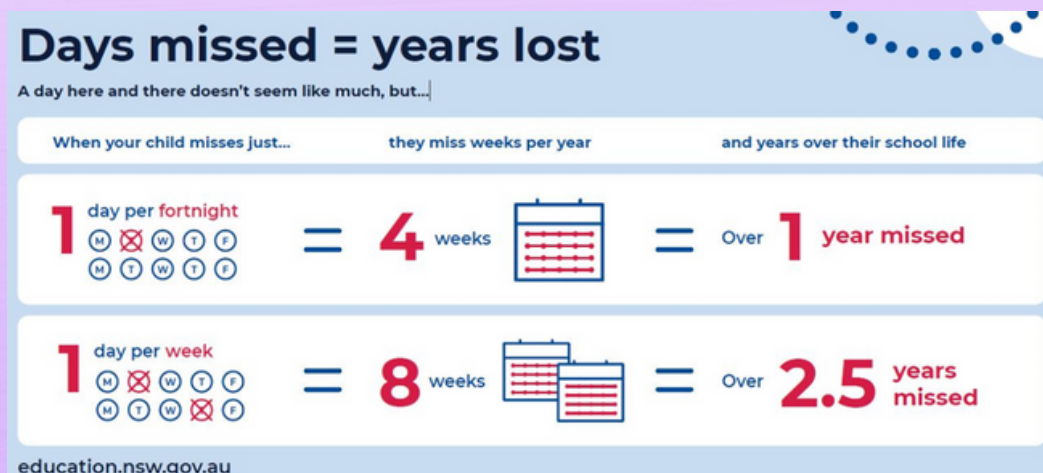 Days missed = years lost
A day here and there doesn't seem like much, but...
When your child misses just... they miss weeks per year and years over their school life
1 day per fortnight = 4 weeks = Over 1 year missed
M W T F
M T W T F
1 day per week = 8 weeks = Over 2.5 years missed
M W T F
M T W F
education.nsw.gov.au